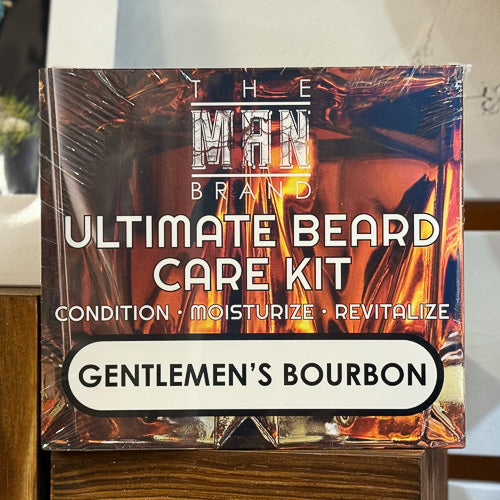 THE
MAN
BRAND
ULTIMATE BEARD
CARE KIT
CONDITION · MOISTURIZE · REVITALIZE
GENTLEMEN'S BOURBON